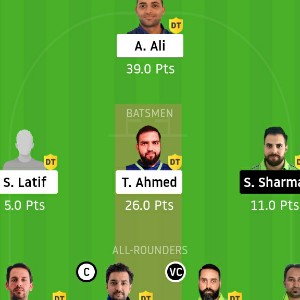 DT
A. Ali
39.0 Pts
BATSMEN
DT DT DT
S. Latif T. Ahmed S. Sharma
5.0 Pts 26.0 Pts 11.0 Pts
ALL-ROUNDERS
C VC
DT DT DT